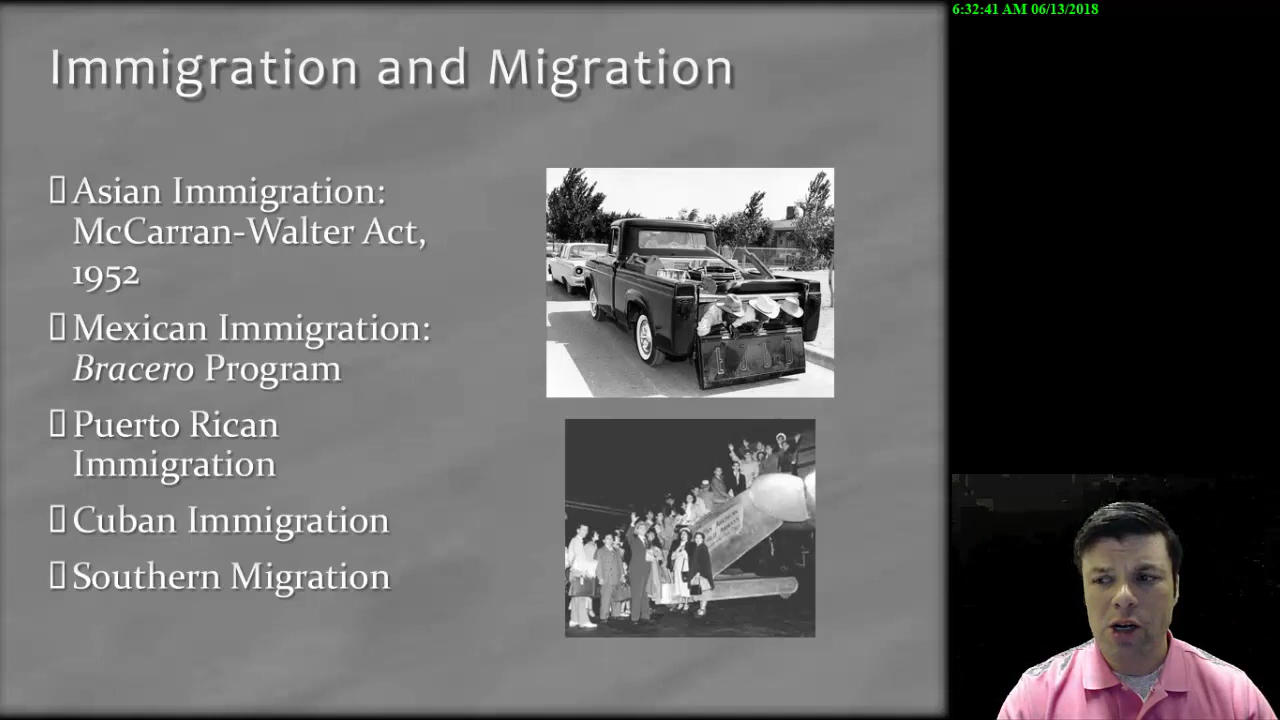 6:32:41 AM 06/13/2018
Immigration and Migration
Asian Immigration:
McCarran-Walter Act,
1952
Mexican Immigration:
Bracero Program
Puerto Rican
Immigration
Cuban Immigration
Southern Migration